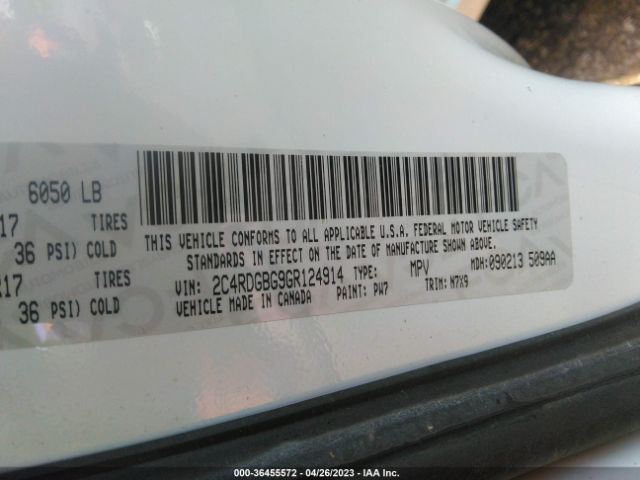 6050 LB
17 TIRES
36 PSI) COLD
R17 TIRES
36 PSI) COLD
THIS VEHICLE CONFORMS TO ALL APPLICABLE U.S.A. FEDERAL MOTOR VEHICLE SAFETY
STANDARDS IN EFFECT ON THE DATE OF MANUFACTURE SHOWN ABOVE.
VIN: 2C4RDGBG9GR124914 TYPE: MPV MDH:090213 509AA
VEHICLE MADE IN CANADA PAINT: PW7 TRIM: N7X9
000-36455572 / 04/26/2023 / IAA Inc.